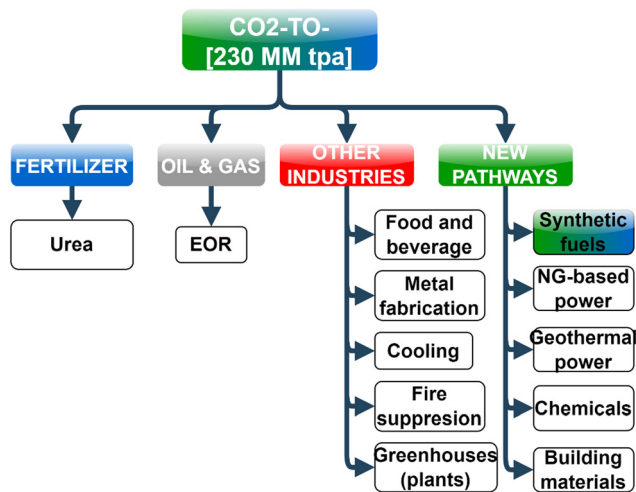 CO2-TO-
[230 MM tpa]
FERTILIZER
OIL & GAS
OTHER
INDUSTRIES
NEW
PATHWAYS
Urea
EOR
Food and
beverage
Metal
fabrication
Cooling
Fire
suppresion
Greenhouses
(plants)
Synthetic
fuels
NG-based
power
Geothermal
power
Chemicals
Building
materials